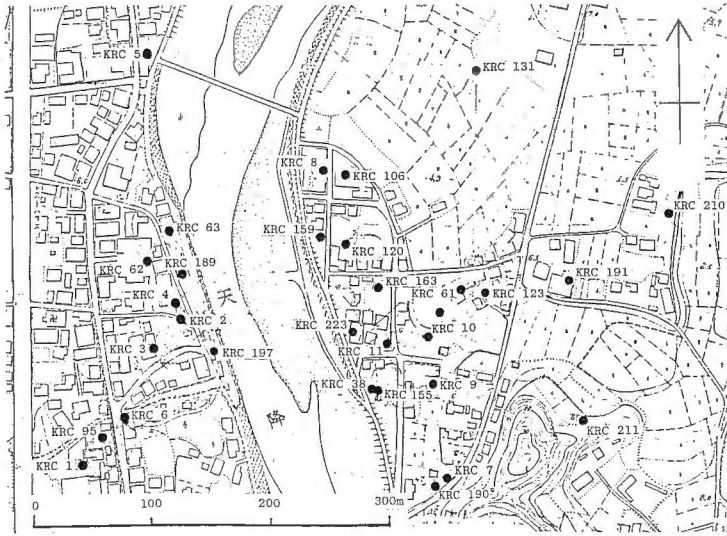 KRC 5
KRC 131
KRC 8
KRC 106
KRC 210
KRC 63
KRC 159
KRC 120
KRC 62
KRC 189
KRC 163
KRC 191
KRC 61
KRC 123
KRC 4
天
KRC 2
KRC 223
KRC 10
KRC 3
KRC 197
KRC 11
KRC 38
KRC 9
KRC 155
KRC 6
KRC 95
KRC 211
KRC 7
KRC 190
0
100
200
300m